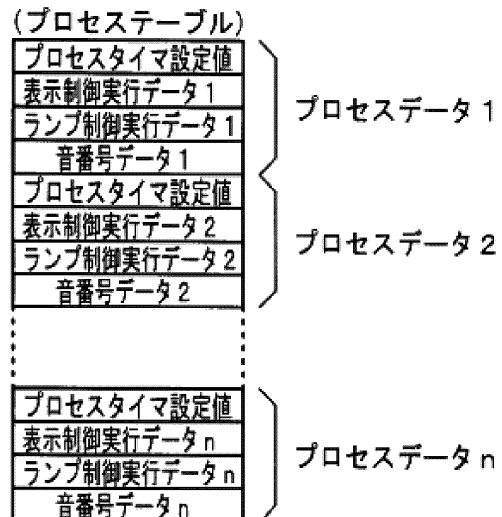 (プロセステーブル)
プロセスタイマ設定値
表示制御実行データ1
ランプ制御実行データ1
音番号データ1
プロセスデータ1
プロセスタイマ設定値
表示制御実行データ2
ランプ制御実行データ2
音番号データ2
プロセスデータ2
プロセスタイマ設定値
表示制御実行データn
ランプ制御実行データn
音番号データn
プロセスデータn